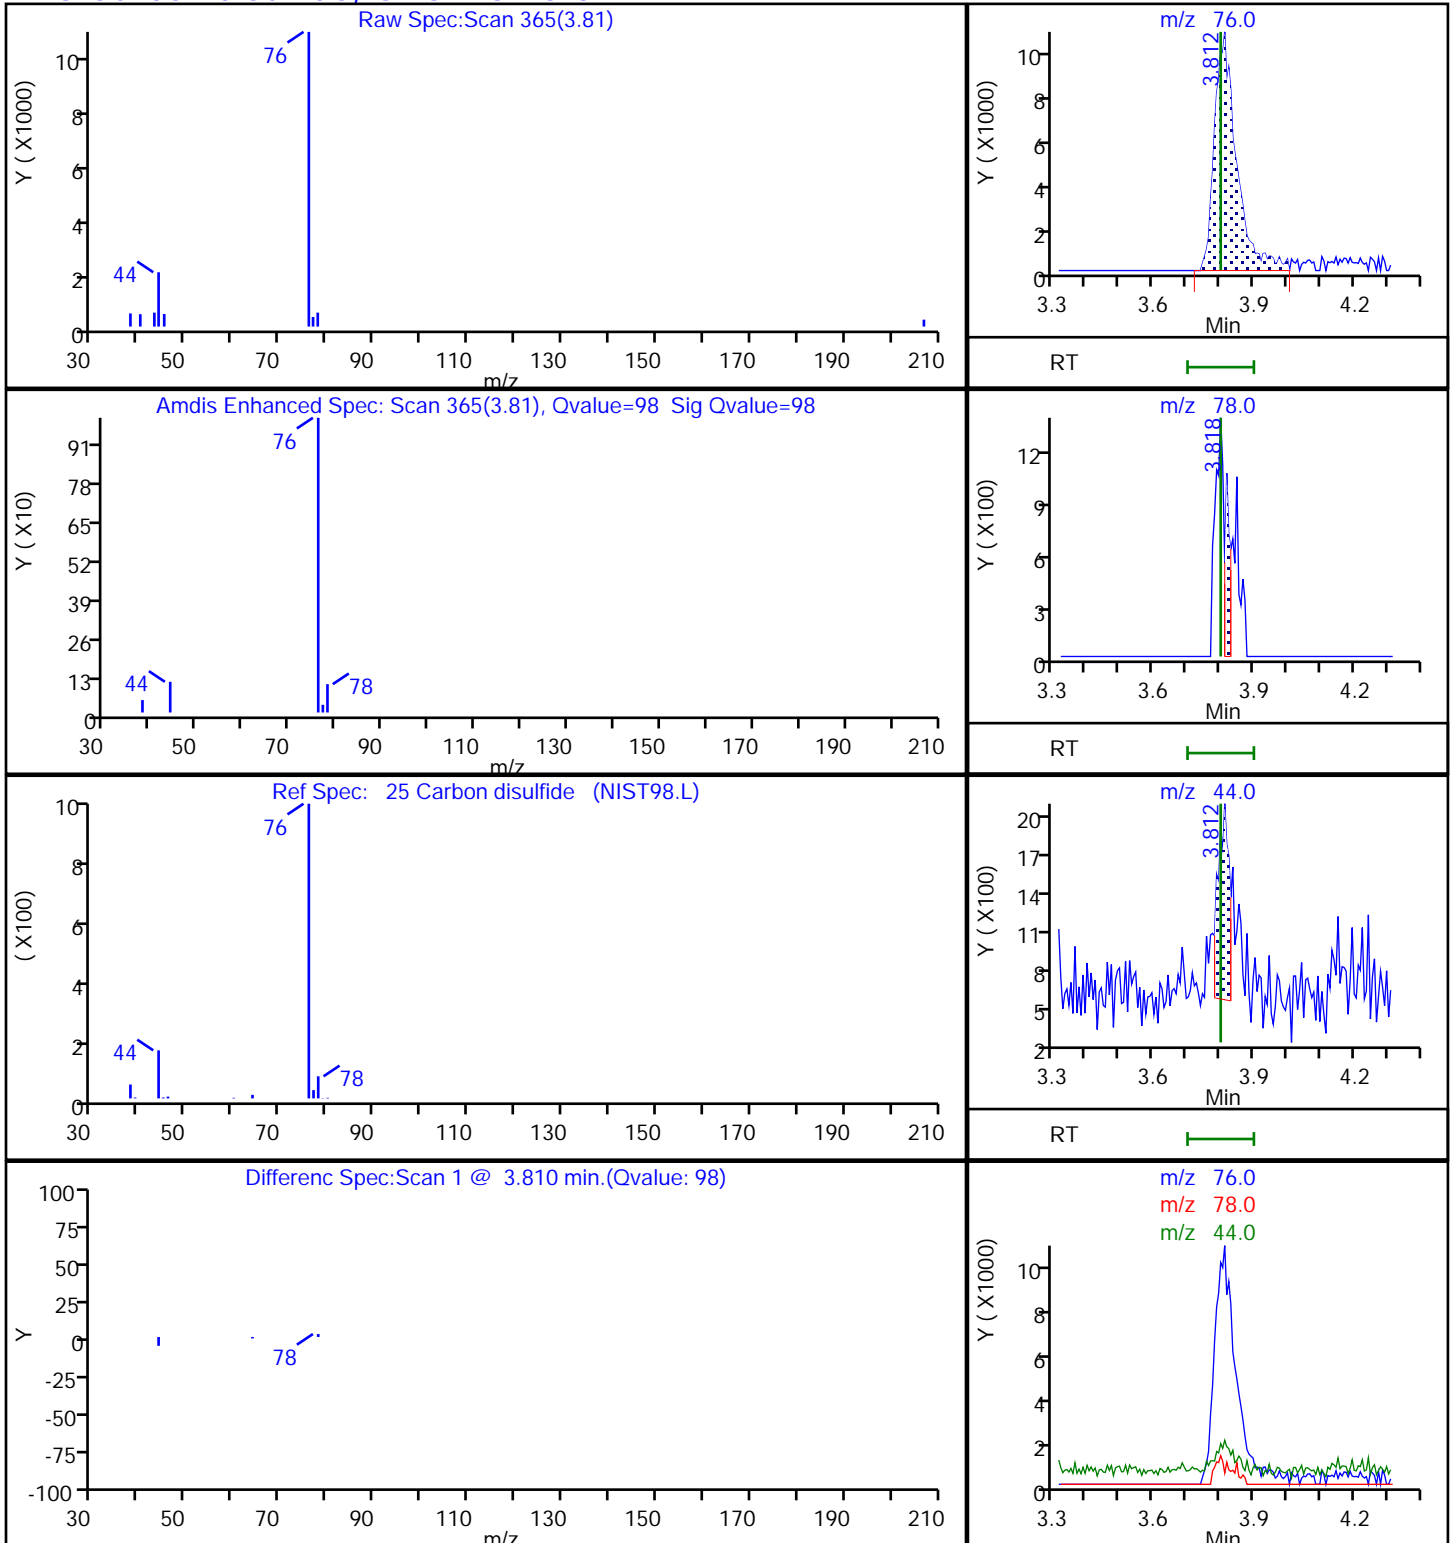 Raw Spec:Scan 365(3.81)
76
44
10
8
6
4
2
0
Y ( X1000)
30 50 70 90 110 130 150 170 190 210
m/z
m/z 76.0
3.812
10
8
6
4
2
0
Y ( X1000)
3.3 3.6 3.9 4.2
Min
RT
Amdis Enhanced Spec: Scan 365(3.81), Qvalue=98 Sig Qvalue=98
76
44
78
91
78
65
52
39
26
13
0
Y ( X10)
30 50 70 90 110 130 150 170 190 210
m/z
m/z 78.0
3.818
12
9
6
3
0
Y ( X100)
3.3 3.6 3.9 4.2
Min
RT
Ref Spec: 25 Carbon disulfide (NIST98.L)
76
44
78
10
8
6
4
2
0
( X100)
30 50 70 90 110 130 150 170 190 210
m/z 44.0
3.812
20
17
14
11
8
5
2
Y ( X100)
3.3 3.6 3.9 4.2
Min
RT
Differenc Spec:Scan 1 @ 3.810 min.(Qvalue: 98)
78
100
75
50
25
0
-25
-50
-75
-100
Y
30 50 70 90 110 130 150 170 190 210
m/z
m/z 76.0
m/z 78.0
m/z 44.0
10
8
6
4
2
0
Y ( X1000)
3.3 3.6 3.9 4.2
Min